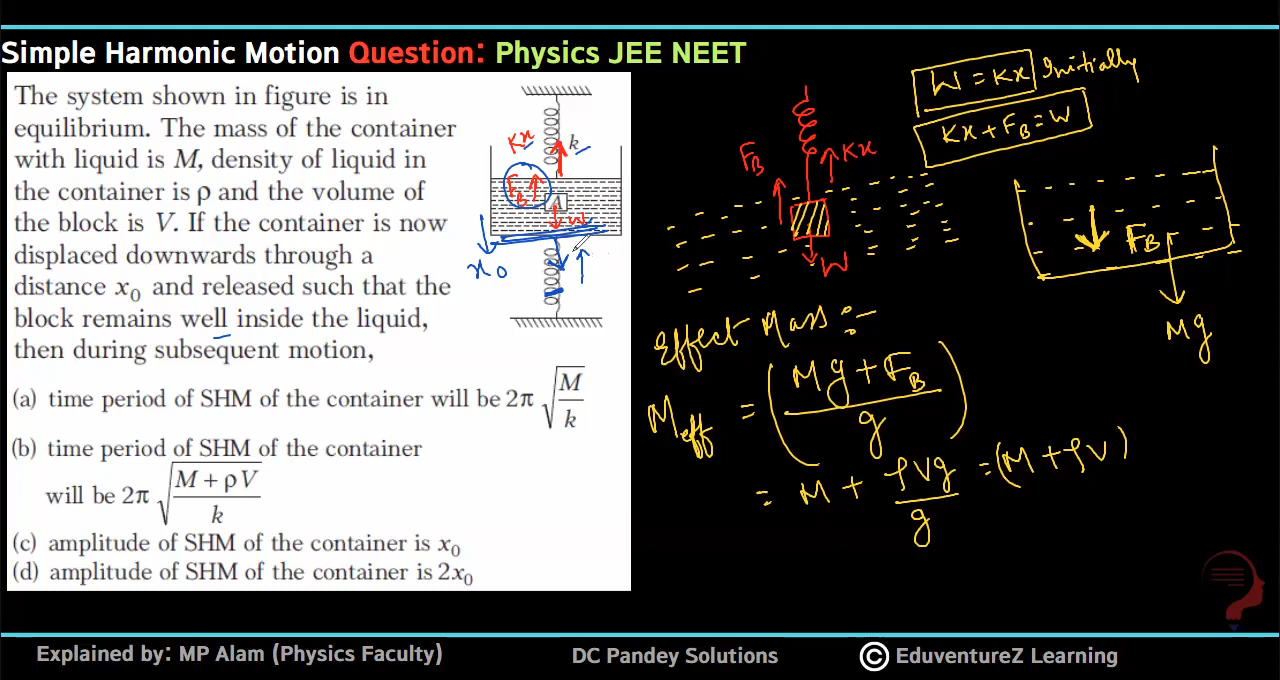 Simple Harmonic Motion Question: Physics JEE NEET
The system shown in figure is in
equilibrium. The mass of the container
with liquid is M, density of liquid in
the container is ρ and the volume of
the block is V. If the container is now
displaced downwards through a
distance x₀ and released such that the
block remains well inside the liquid,
then during subsequent motion,
(a) time period of SHM of the container will be 2π √(M/k)
(b) time period of SHM of the container
will be 2π √((M + ρV)/k)
(c) amplitude of SHM of the container is x₀
(d) amplitude of SHM of the container is 2x₀
Kx
k
F_B
A
W
x₀
F_B
Kx
W
W = Kx Initially
Kx + F_B = W
F_B
Mg
Effect Mass :-
M_eff = ((Mg + F_B)/g)
= M + ρVg/g = (M + ρV)
Explained by: MP Alam (Physics Faculty)
DC Pandey Solutions
© EduventureZ Learning